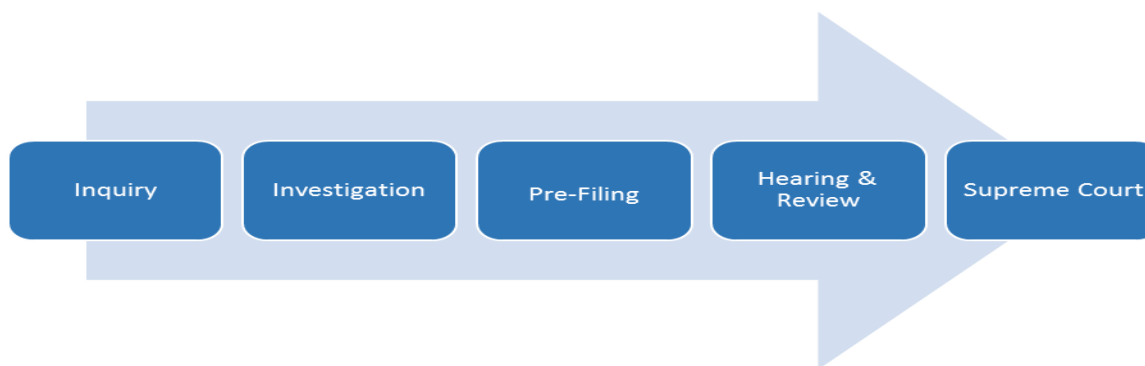 Inquiry
Investigation
Pre-Filing
Hearing &
Review
Supreme Court